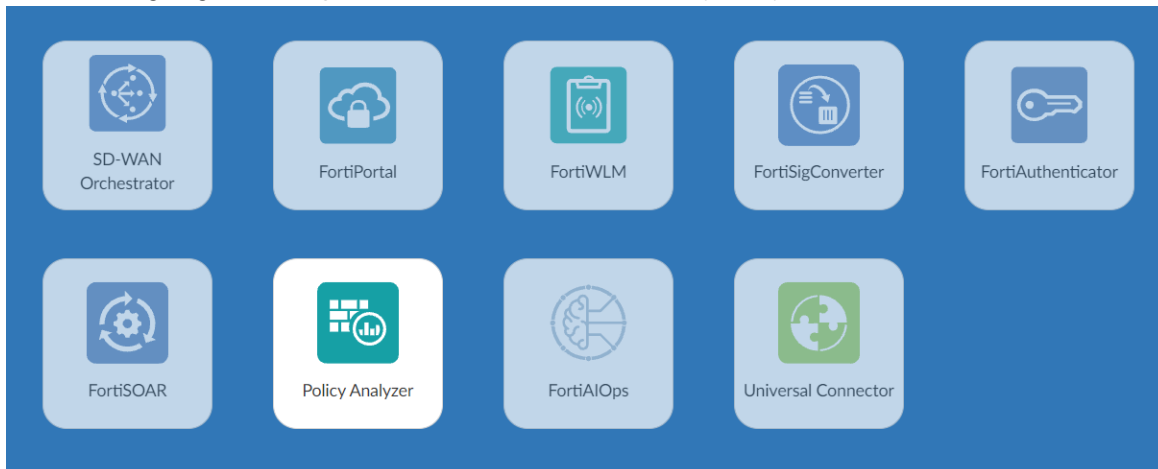 SD-WAN
Orchestrator
FortiPortal
FortiWLM
FortiSigConverter
FortiAuthenticator
FortiSOAR
Policy Analyzer
FortiAIOps
Universal Connector